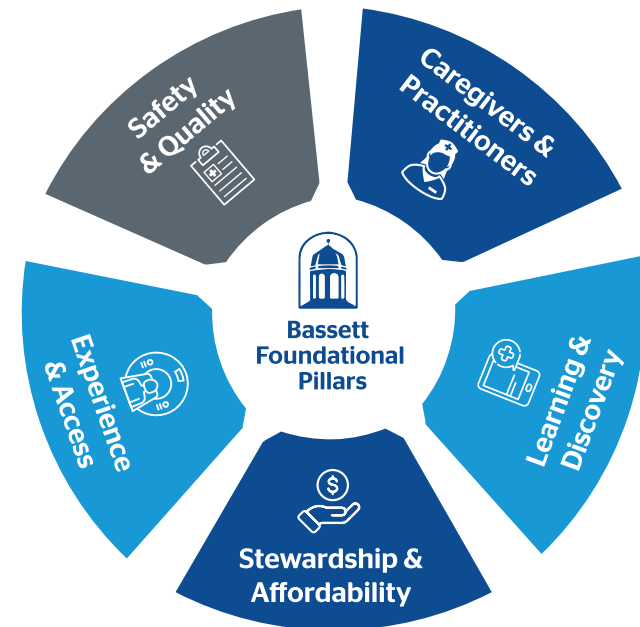 Safety
& Quality
Caregivers &
Practitioners
Bassett
Foundational
Pillars
Experience
& Access
Learning &
Discovery
$
Stewardship &
Affordability